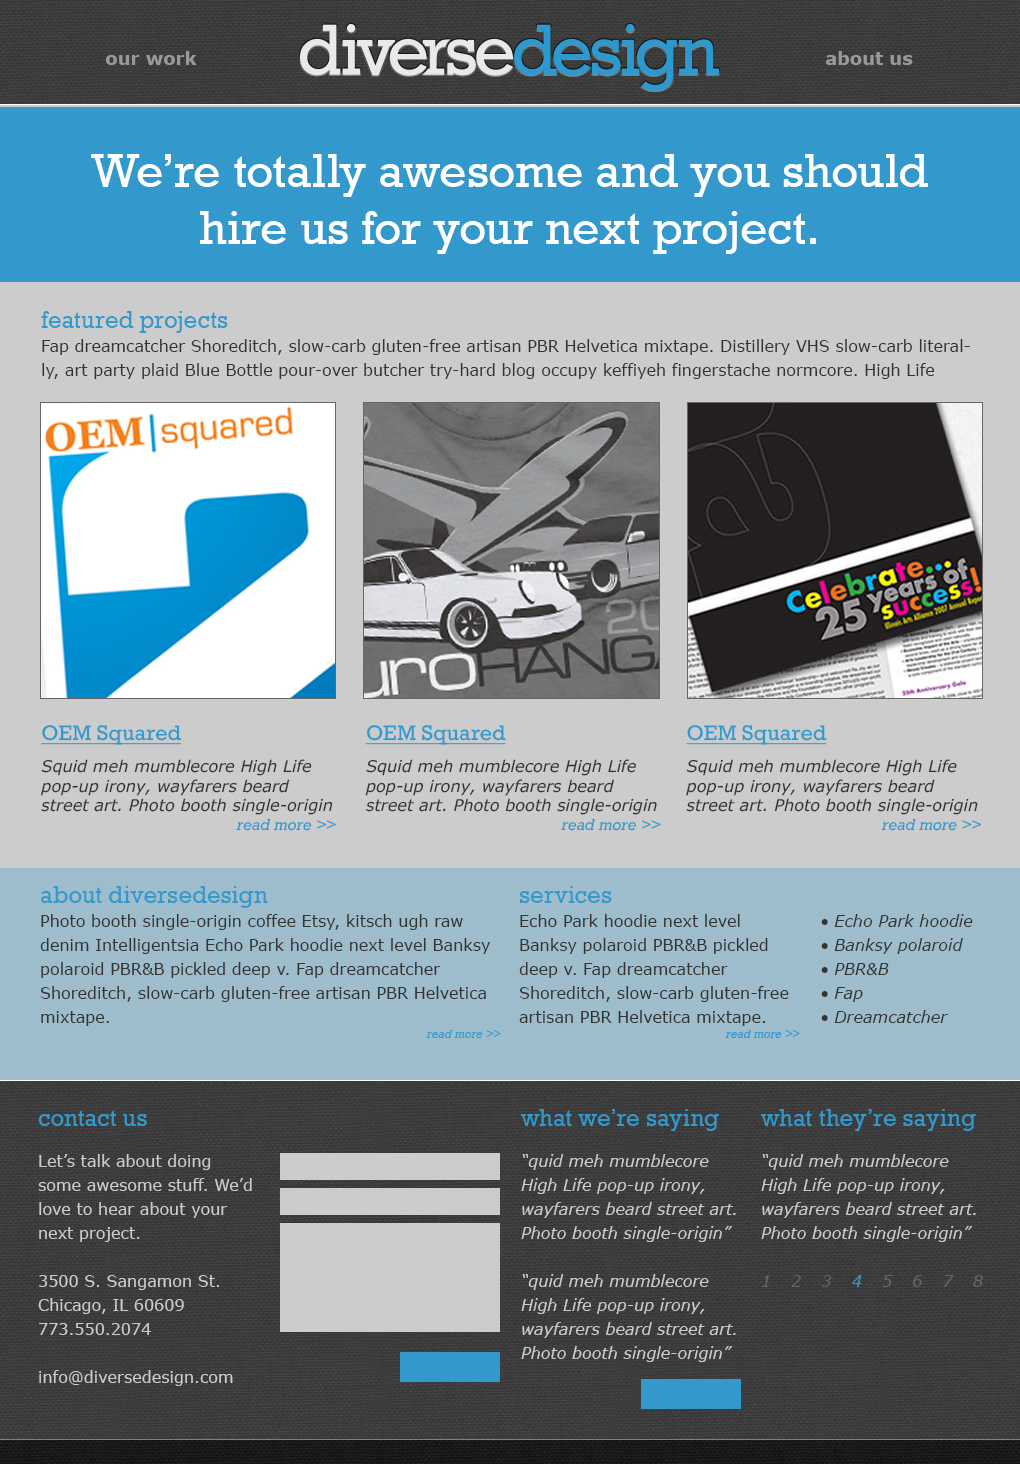 our work
diversedesign
about us
We're totally awesome and you should
hire us for your next project.
featured projects
Fap dreamcatcher Shoreditch, slow-carb gluten-free artisan PBR Helvetica mixtape. Distillery VHS slow-carb literal-
ly, art party plaid Blue Bottle pour-over butcher try-hard blog occupy keffiyeh fingerstache normcore. High Life
OEM|squared
20
uro HANGA
Celebrate...
25 years of
success!
Illinois Arts Alliance 2007 Annual Repor
25th Anniversary Gala
OEM Squared
Squid meh mumblecore High Life
pop-up irony, wayfarers beard
street art. Photo booth single-origin
read more >>
OEM Squared
Squid meh mumblecore High Life
pop-up irony, wayfarers beard
street art. Photo booth single-origin
read more >>
OEM Squared
Squid meh mumblecore High Life
pop-up irony, wayfarers beard
street art. Photo booth single-origin
read more >>
about diversedesign
Photo booth single-origin coffee Etsy, kitsch ugh raw
denim Intelligentsia Echo Park hoodie next level Banksy
polaroid PBR&B pickled deep v. Fap dreamcatcher
Shoreditch, slow-carb gluten-free artisan PBR Helvetica
mixtape.
read more >>
services
Echo Park hoodie next level
Banksy polaroid PBR&B pickled
deep v. Fap dreamcatcher
Shoreditch, slow-carb gluten-free
artisan PBR Helvetica mixtape.
read more >>
• Echo Park hoodie
• Banksy polaroid
• PBR&B
• Fap
• Dreamcatcher
contact us
Let's talk about doing
some awesome stuff. We'd
love to hear about your
next project.
3500 S. Sangamon St.
Chicago, IL 60609
773.550.2074
info@diversedesign.com
what we're saying
"quid meh mumblecore
High Life pop-up irony,
wayfarers beard street art.
Photo booth single-origin"
"quid meh mumblecore
High Life pop-up irony,
wayfarers beard street art.
Photo booth single-origin"
what they're saying
"quid meh mumblecore
High Life pop-up irony,
wayfarers beard street art.
Photo booth single-origin"
1 2 3 4 5 6 7 8